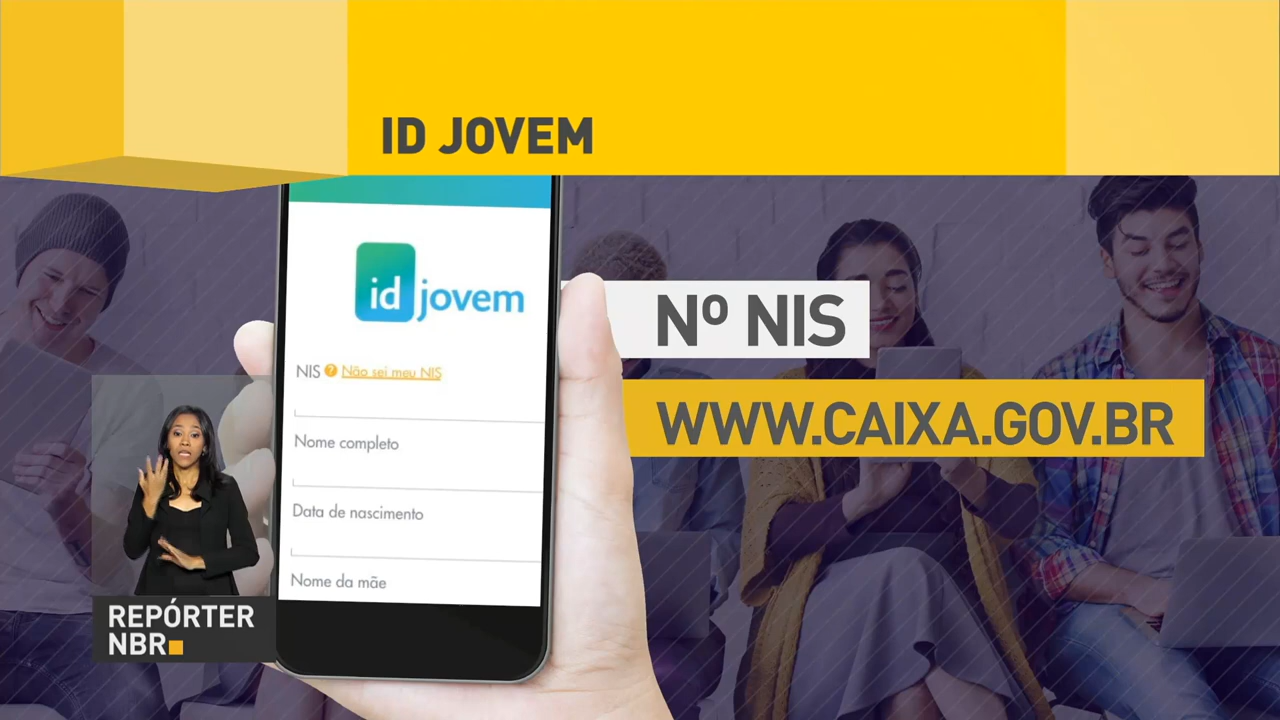 ID JOVEM
id jovem
NIS ? Não sei meu NIS
Nome completo
Data de nascimento
Nome da mãe
Nº NIS
WWW.CAIXA.GOV.BR
REPÓRTER
NBR